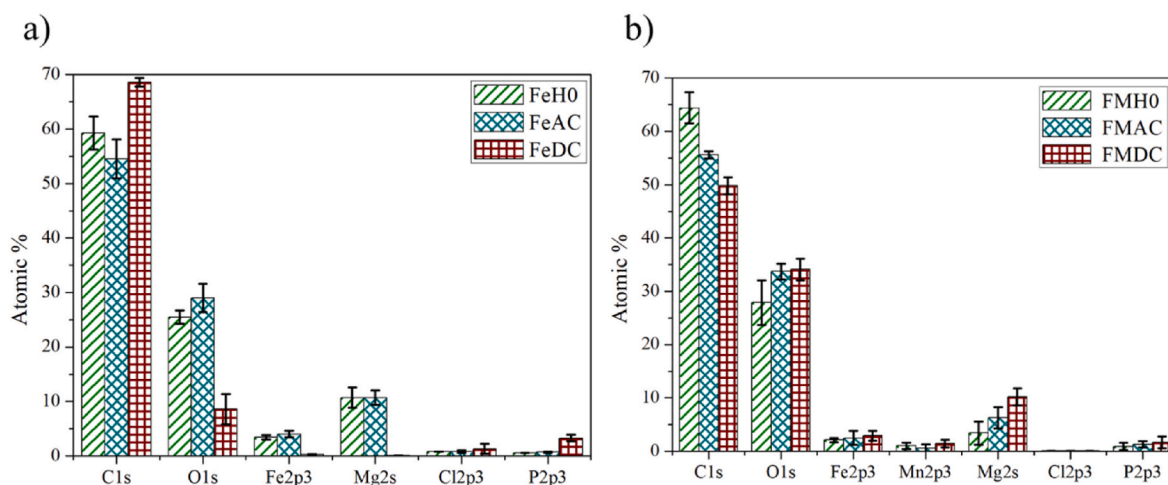 a)
70
60
50
40
30
20
10
0
Atomic %
FeH0
FeAC
FeDC
C1s O1s Fe2p3 Mg2s Cl2p3 P2p3
b)
70
60
50
40
30
20
10
0
Atomic %
FMH0
FMAC
FMDC
C1s O1s Fe2p3 Mn2p3 Mg2s Cl2p3 P2p3